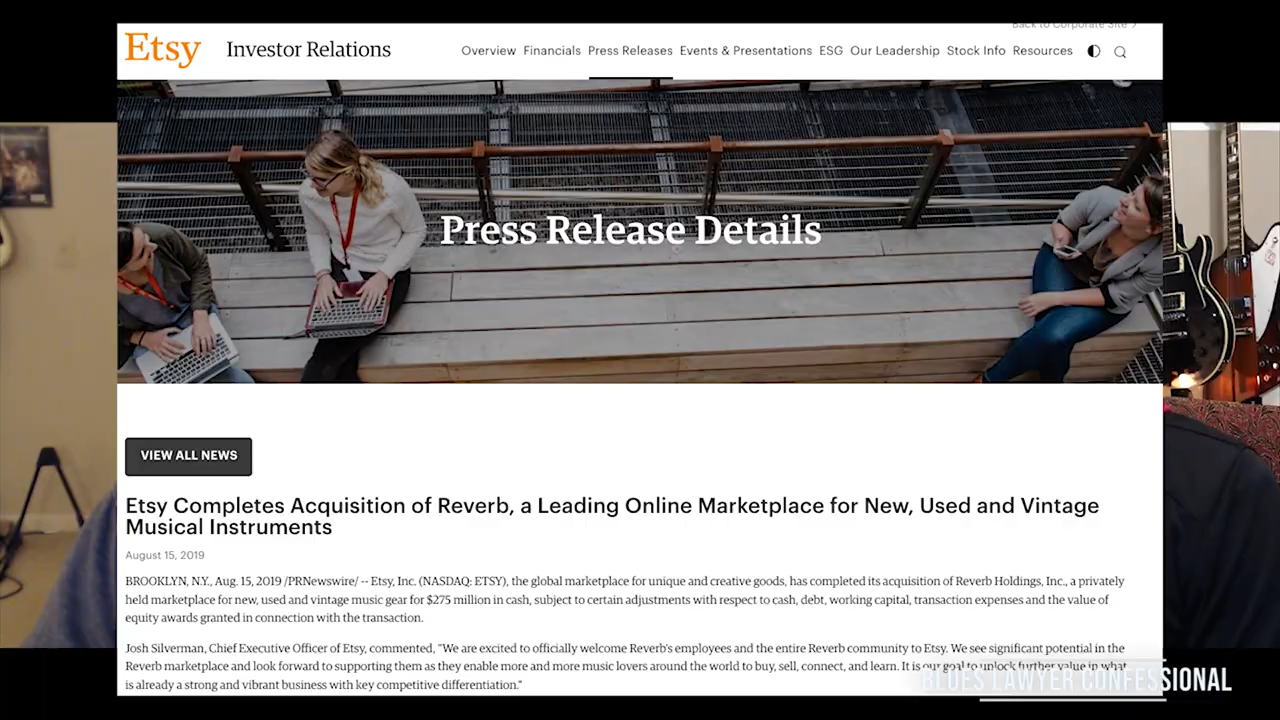 Back to Corporate Site
Etsy Investor Relations
Overview Financials Press Releases Events & Presentations ESG Our Leadership Stock Info Resources
Press Release Details
VIEW ALL NEWS
Etsy Completes Acquisition of Reverb, a Leading Online Marketplace for New, Used and Vintage
Musical Instruments
August 15, 2019
BROOKLYN, N.Y., Aug. 15, 2019 /PRNewswire/ -- Etsy, Inc. (NASDAQ: ETSY), the global marketplace for unique and creative goods, has completed its acquisition of Reverb Holdings, Inc., a privately
held marketplace for new, used and vintage music gear for $275 million in cash, subject to certain adjustments with respect to cash, debt, working capital, transaction expenses and the value of
equity awards granted in connection with the transaction.
Josh Silverman, Chief Executive Officer of Etsy, commented, "We are excited to officially welcome Reverb's employees and the entire Reverb community to Etsy. We see significant potential in the
Reverb marketplace and look forward to supporting them as they enable more and more music lovers around the world to buy, sell, connect, and learn. It is our goal to unlock further value in what
is already a strong and vibrant business with key competitive differentiation."
BLUES LAWYER CONFESSIONAL